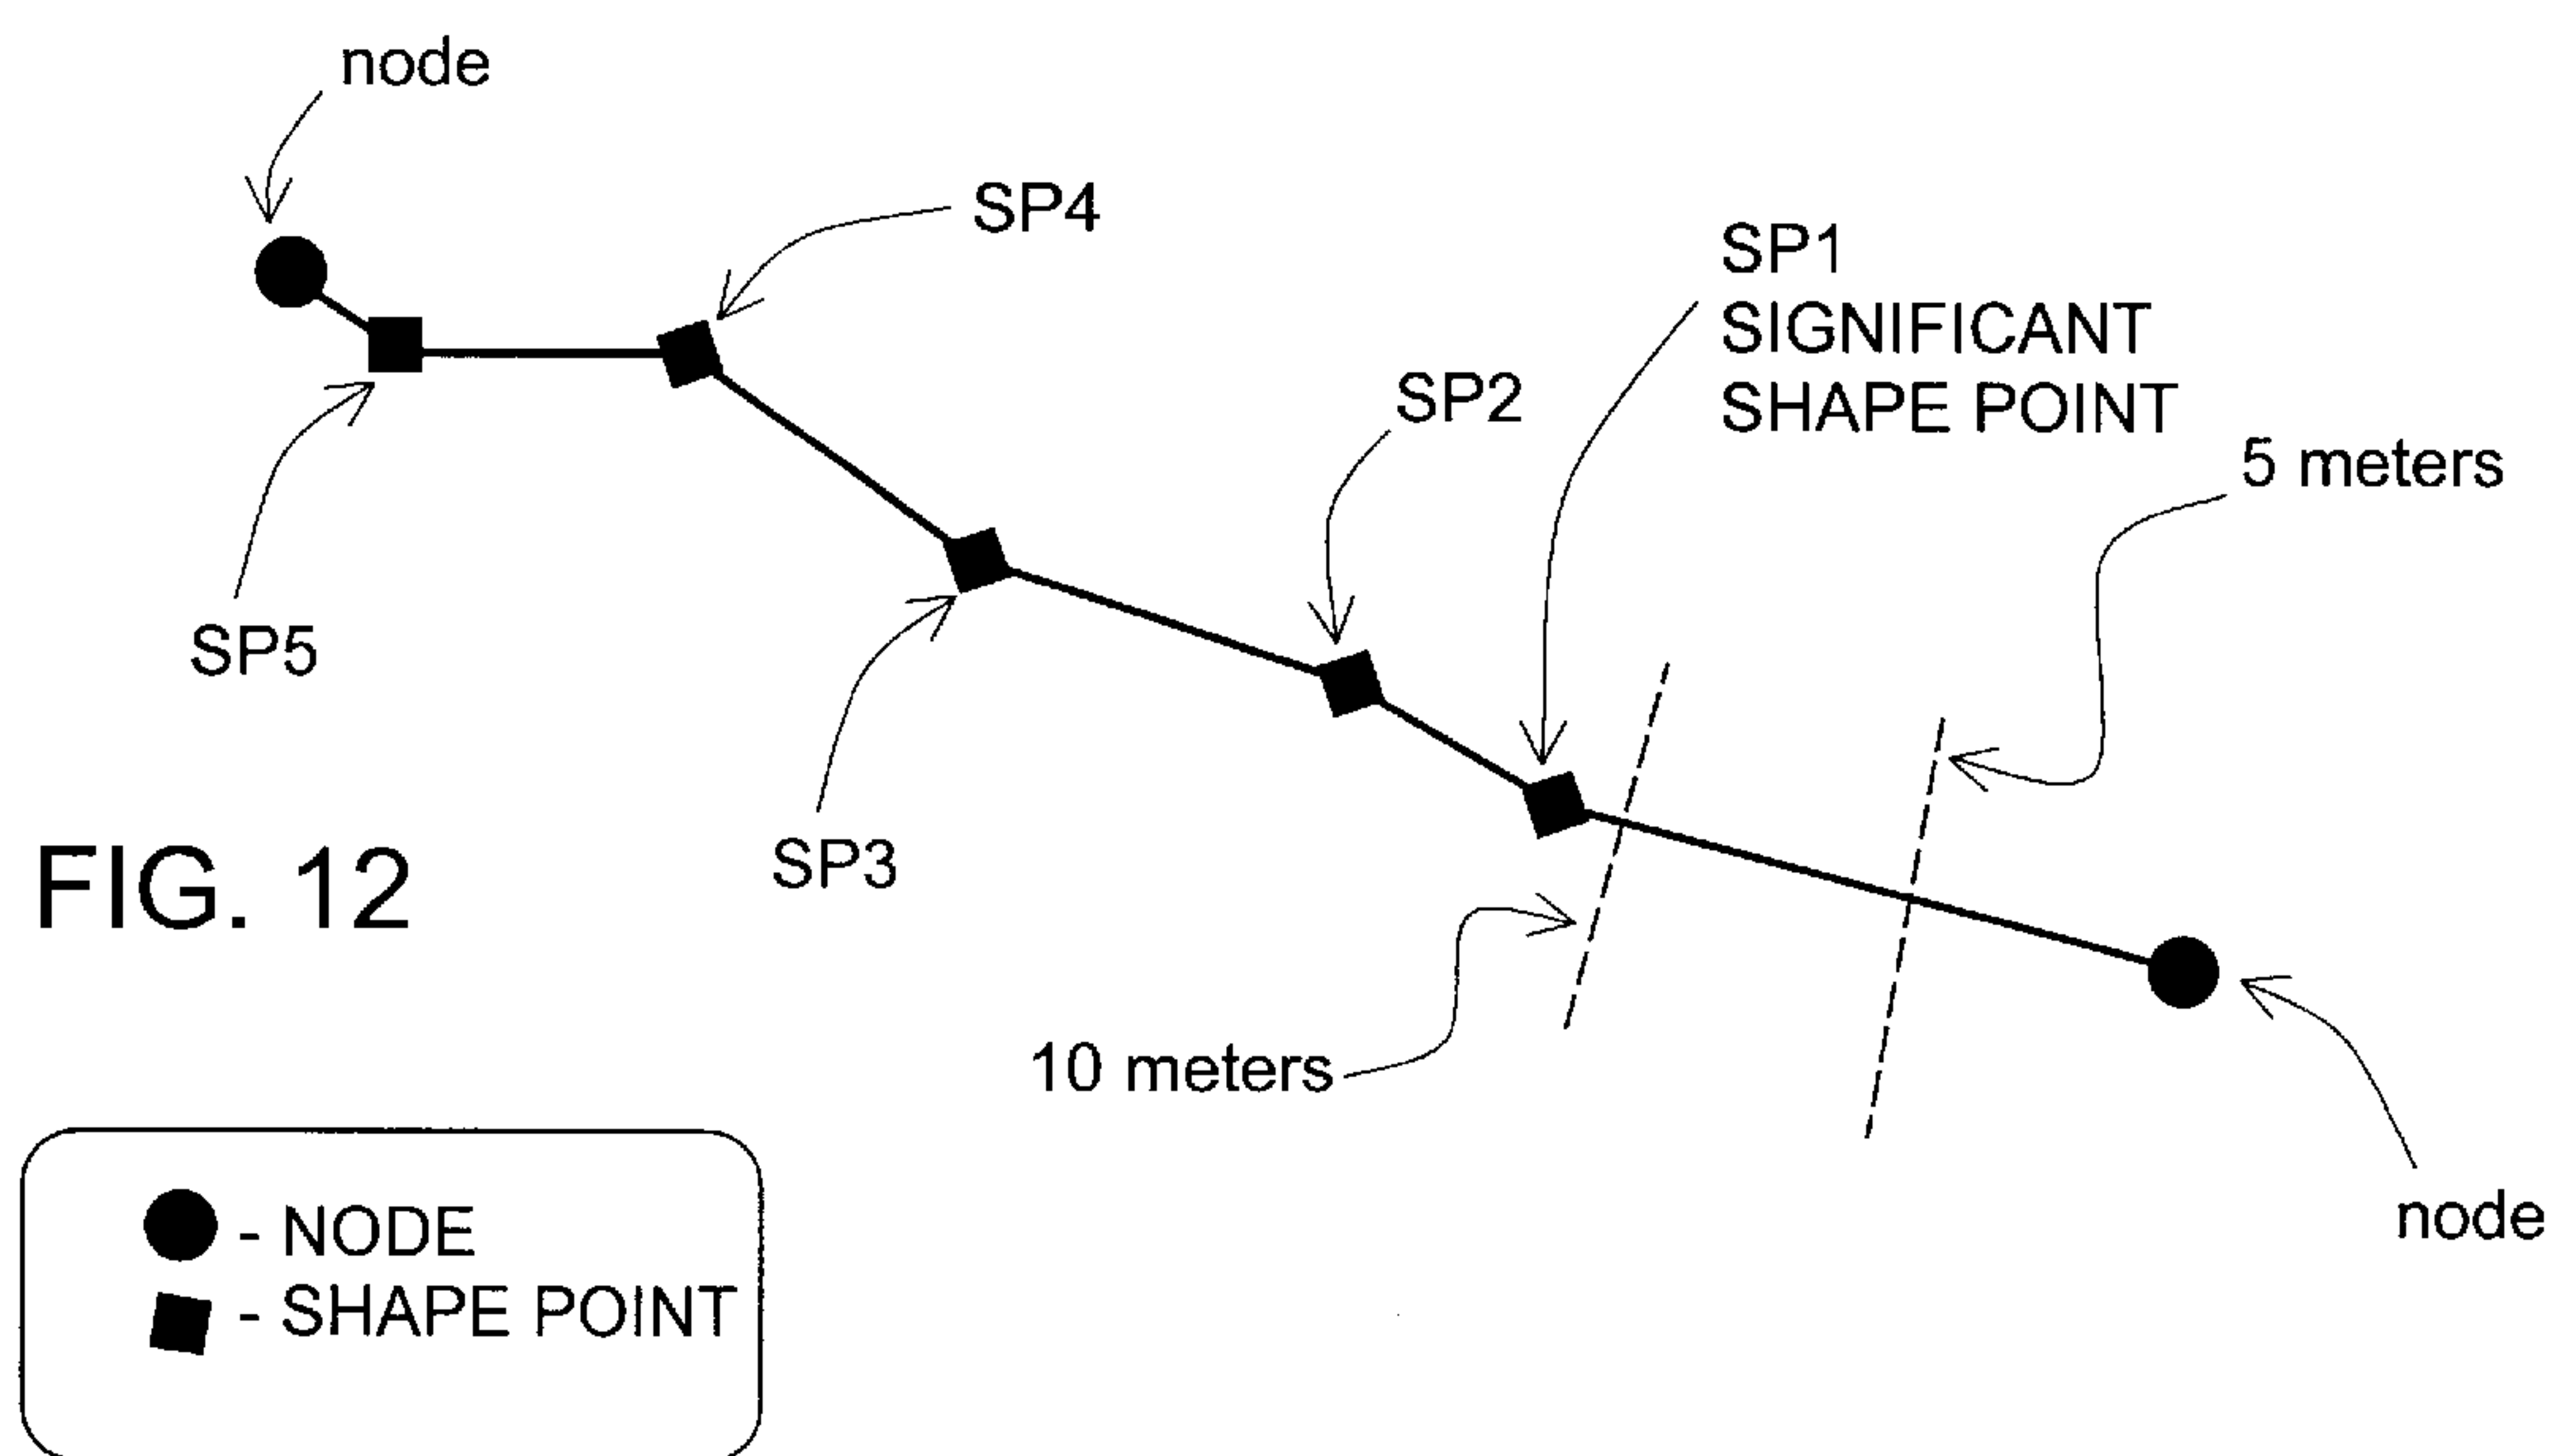 node
SP4
SP1
SIGNIFICANT
SHAPE POINT
SP2
5 meters
SP5
SP3
FIG. 12
10 meters
node
- NODE
- SHAPE POINT